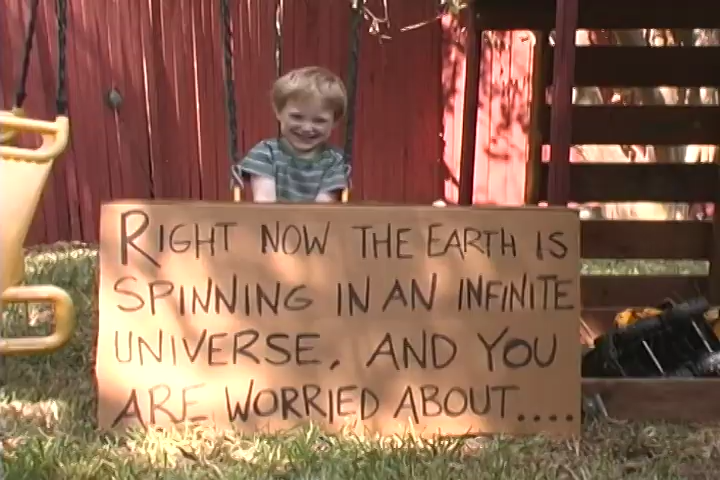 Right now the Earth is
spinning in an infinite
universe, and you
are worried about....